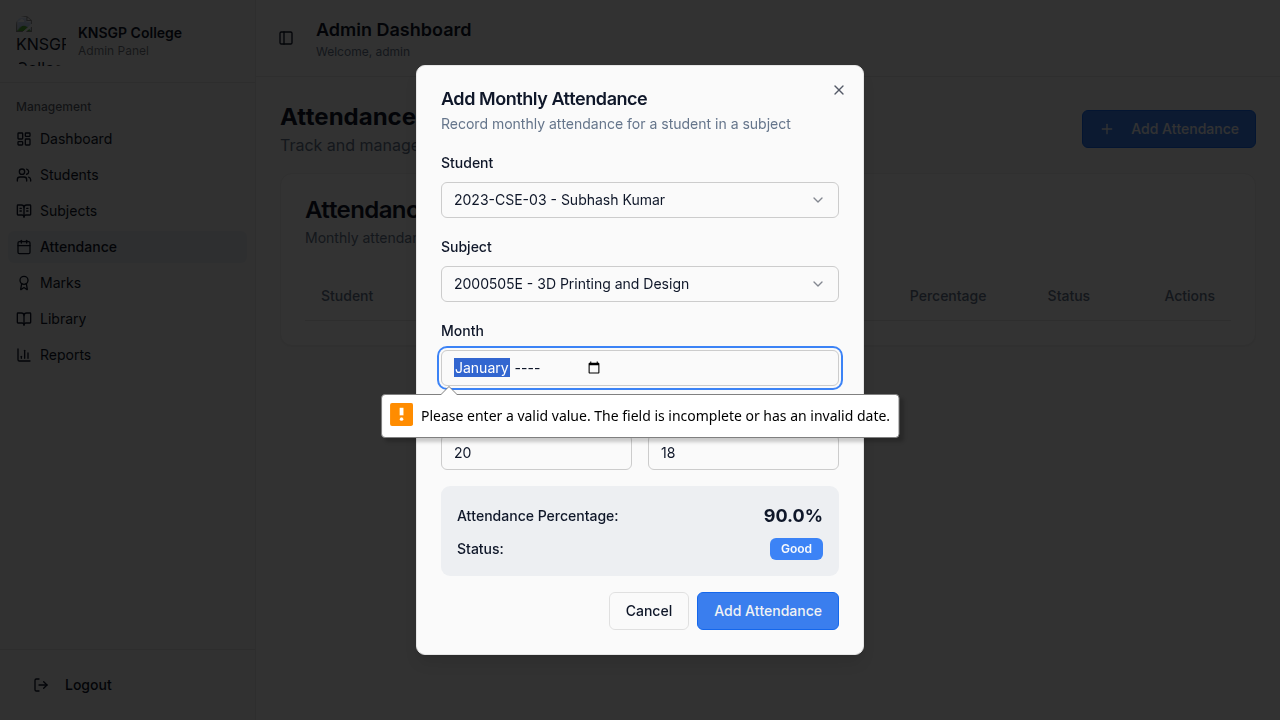 KNSGP College
KNSGP College
Admin Panel
Management
Dashboard
Students
Subjects
Attendance
Marks
Library
Reports
Logout
Admin Dashboard
Welcome, admin
Attendance
Track and manage
Add Attendance
Monthly attendan
Student
Percentage
Status
Actions
Add Monthly Attendance
Record monthly attendance for a student in a subject
Student
2023-CSE-03 - Subhash Kumar
Subject
2000505E - 3D Printing and Design
Month
January ----
Please enter a valid value. The field is incomplete or has an invalid date.
20
18
Attendance Percentage:
90.0%
Status:
Good
Cancel
Add Attendance